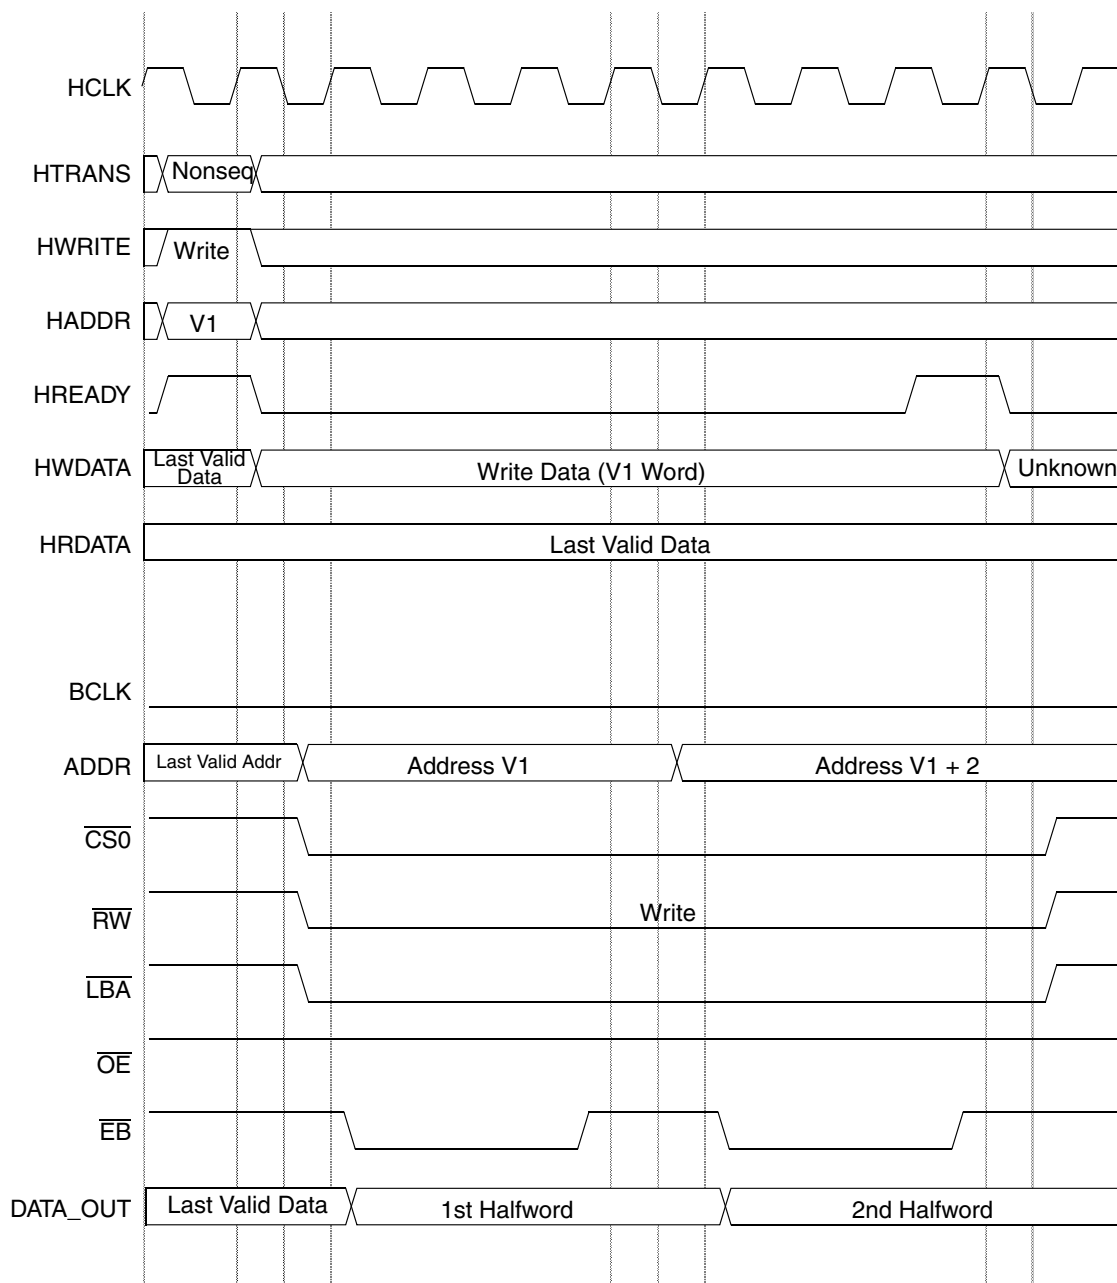 HCLK
HTRANS Nonseq
HWRITE Write
HADDR V1
HREADY
HWDATA Last Valid Data Write Data (V1 Word) Unknown
HRDATA Last Valid Data
BCLK
ADDR Last Valid Addr Address V1 Address V1 + 2
CS0
RW Write
LBA
OE
EB
DATA_OUT Last Valid Data 1st Halfword 2nd Halfword